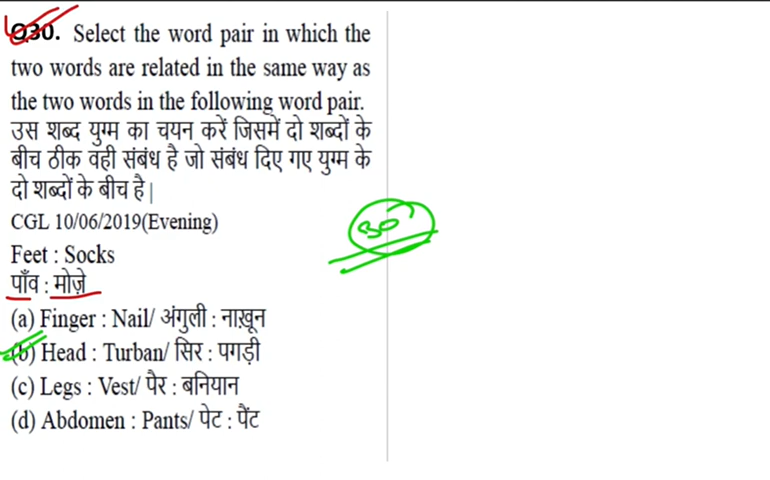 Q30. Select the word pair in which the
two words are related in the same way as
the two words in the following word pair.
उस शब्द युग्म का चयन करें जिसमें दो शब्दों के
बीच ठीक वही संबंध है जो संबंध दिए गए युग्म के
दो शब्दों के बीच है|
CGL 10/06/2019(Evening)
Feet : Socks
पाँव : मोज़े
(a) Finger : Nail/ अंगुली : नाख़ून
(b) Head : Turban/ सिर : पगड़ी
(c) Legs : Vest/ पैर : बनियान
(d) Abdomen : Pants/ पेट : पैंट
30